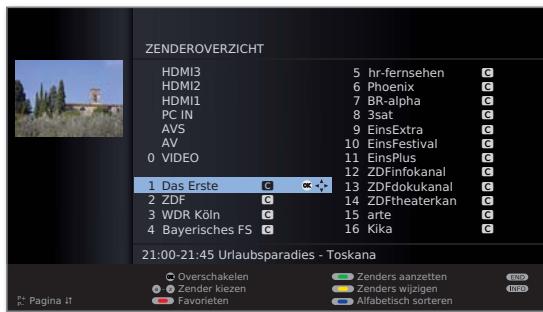 ZENDEROVERZICHT
HDMI3
HDMI2
HDMI1
PC IN
AVS
AV
0 VIDEO
1 Das Erste C OK
2 ZDF C
3 WDR Köln C
4 Bayerisches FS C
5 hr-fernsehen C
6 Phoenix C
7 BR-alpha C
8 3sat C
9 EinsExtra C
10 EinsFestival C
11 EinsPlus C
12 ZDFinfokanal C
13 ZDFdokukanal C
14 ZDFtheaterkan C
15 arte C
16 Kika C
21:00-21:45 Urlaubsparadies - Toskana
P+ P- Pagina
OK Overschakelen
Zender kiezen
Favorieten
Zenders aanzetten
Zenders wijzigen
Alfabetisch sorteren
END
INFO